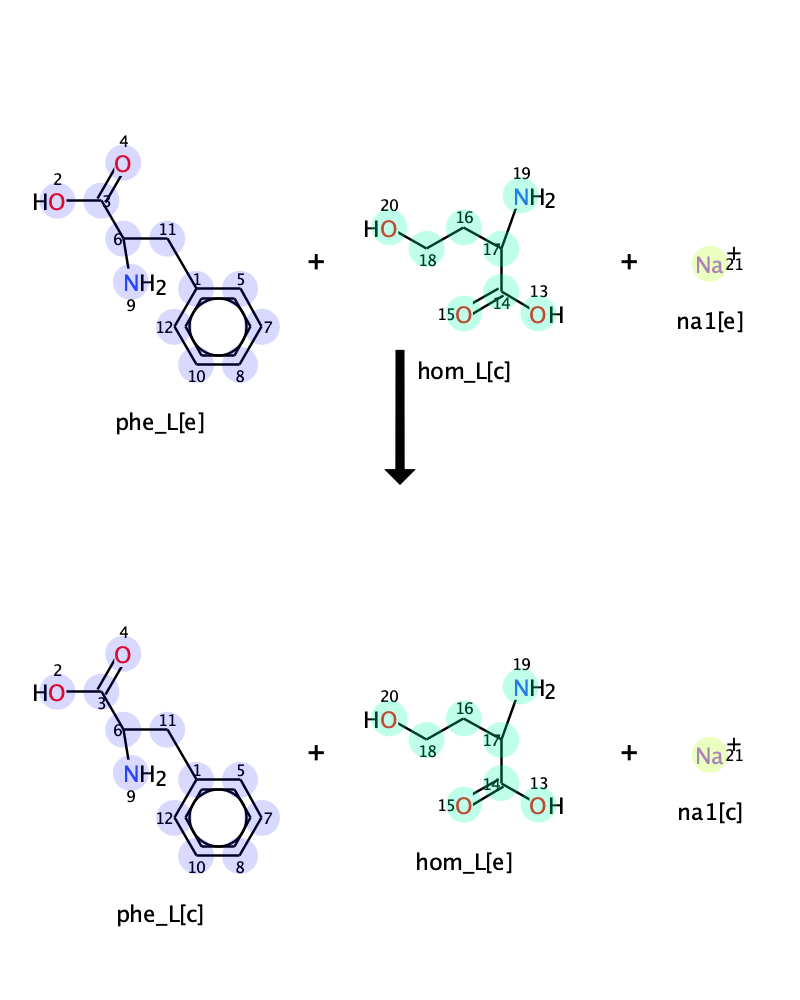 4
O
2
HO 3
6 11
NH2
9
1 5
12 7
10 8
phe_L[e]
+
19
NH2
20
HO 16
17
18
14 13
15 O OH
hom_L[c]
+
Na+ 21
na1[e]
4
O
2
HO 3
6 11
NH2
9
1 5
12 7
10 8
phe_L[c]
+
19
NH2
20
HO 16
17
18
14 13
15 O OH
hom_L[e]
+
Na+ 21
na1[c]